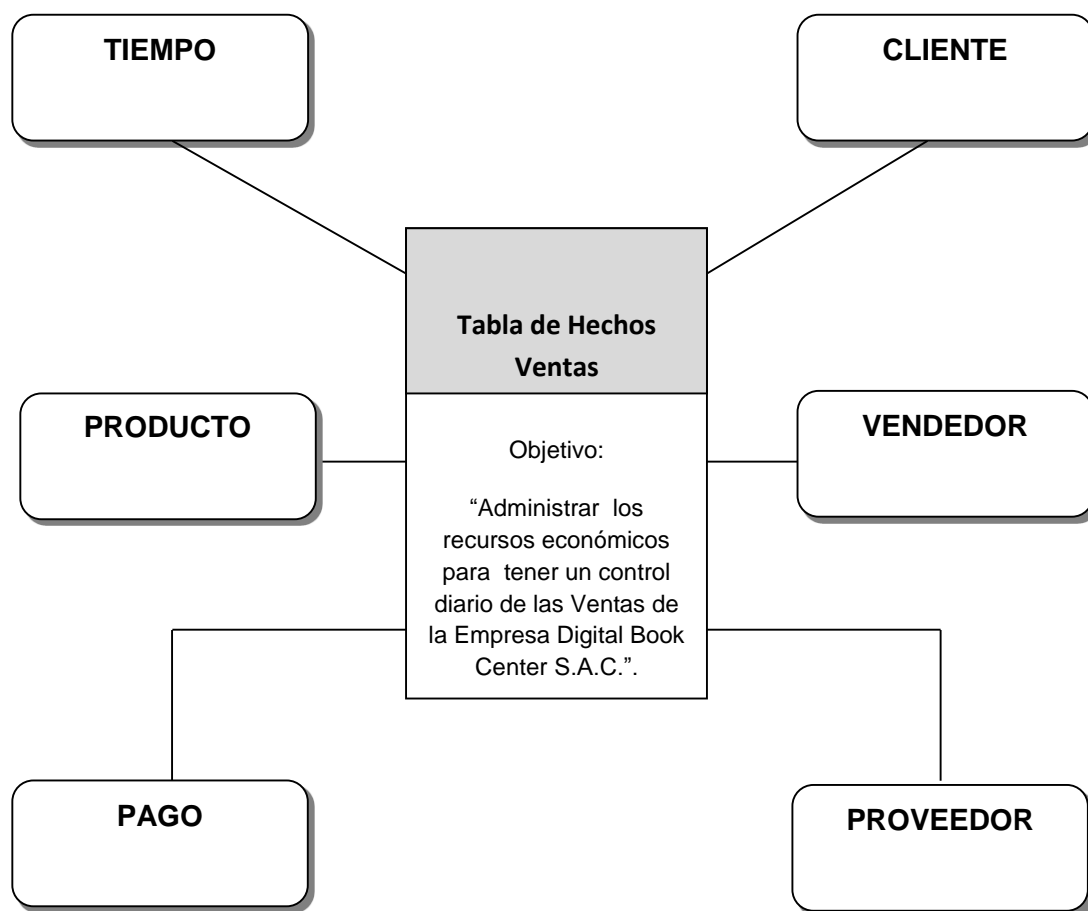 TIEMPO
CLIENTE
Tabla de Hechos
Ventas
PRODUCTO
VENDEDOR
Objetivo:
“Administrar los
recursos económicos
para tener un control
diario de las Ventas de
la Empresa Digital Book
Center S.A.C.”.
PAGO
PROVEEDOR